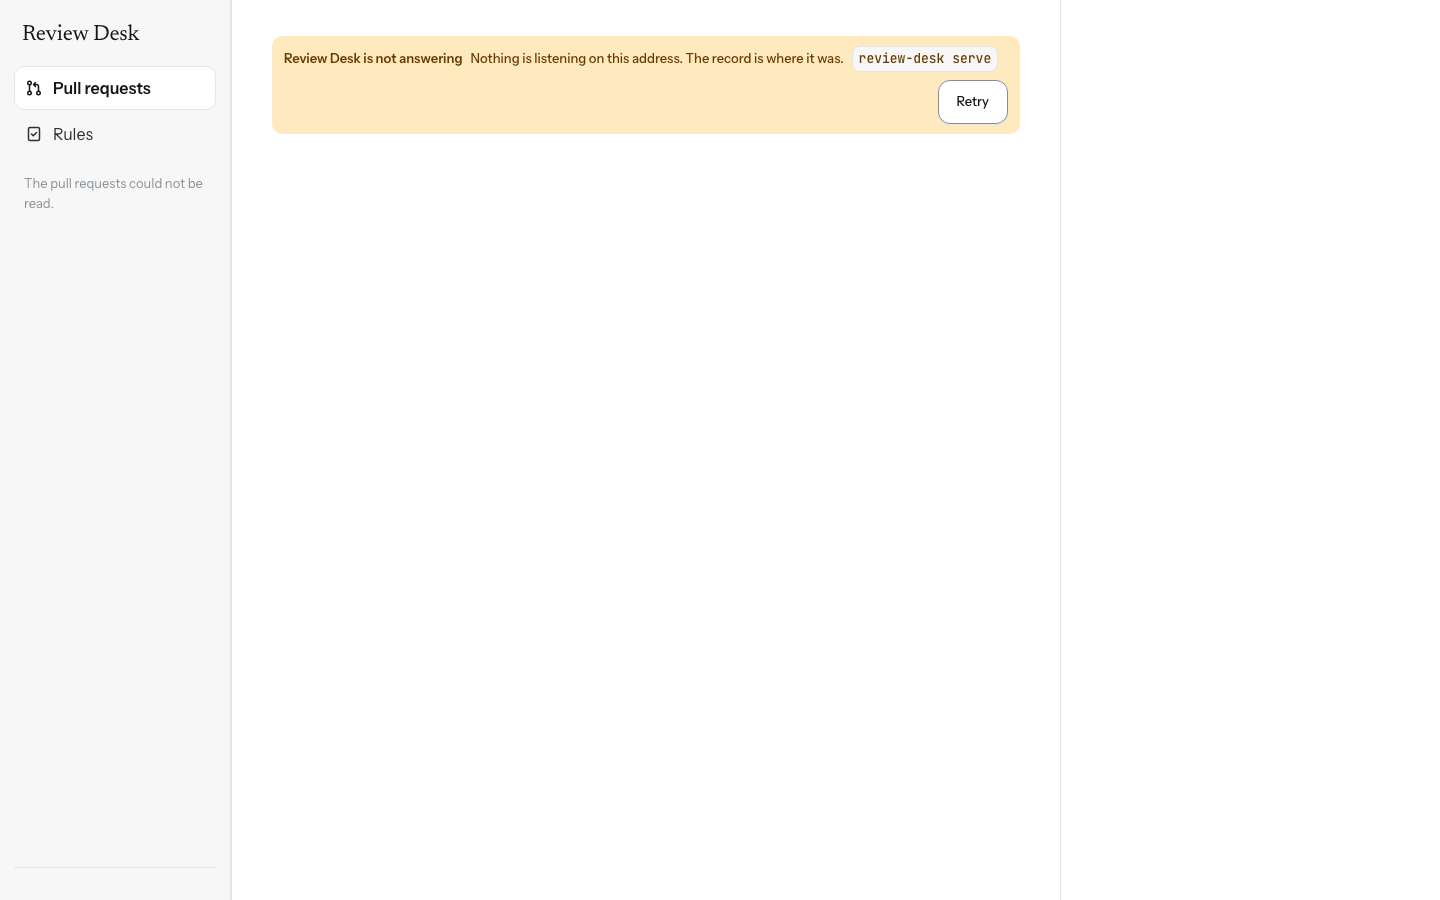 Review Desk
Pull requests
Rules
The pull requests could not be
read.
Review Desk is not answering Nothing is listening on this address. The record is where it was. review-desk serve
Retry